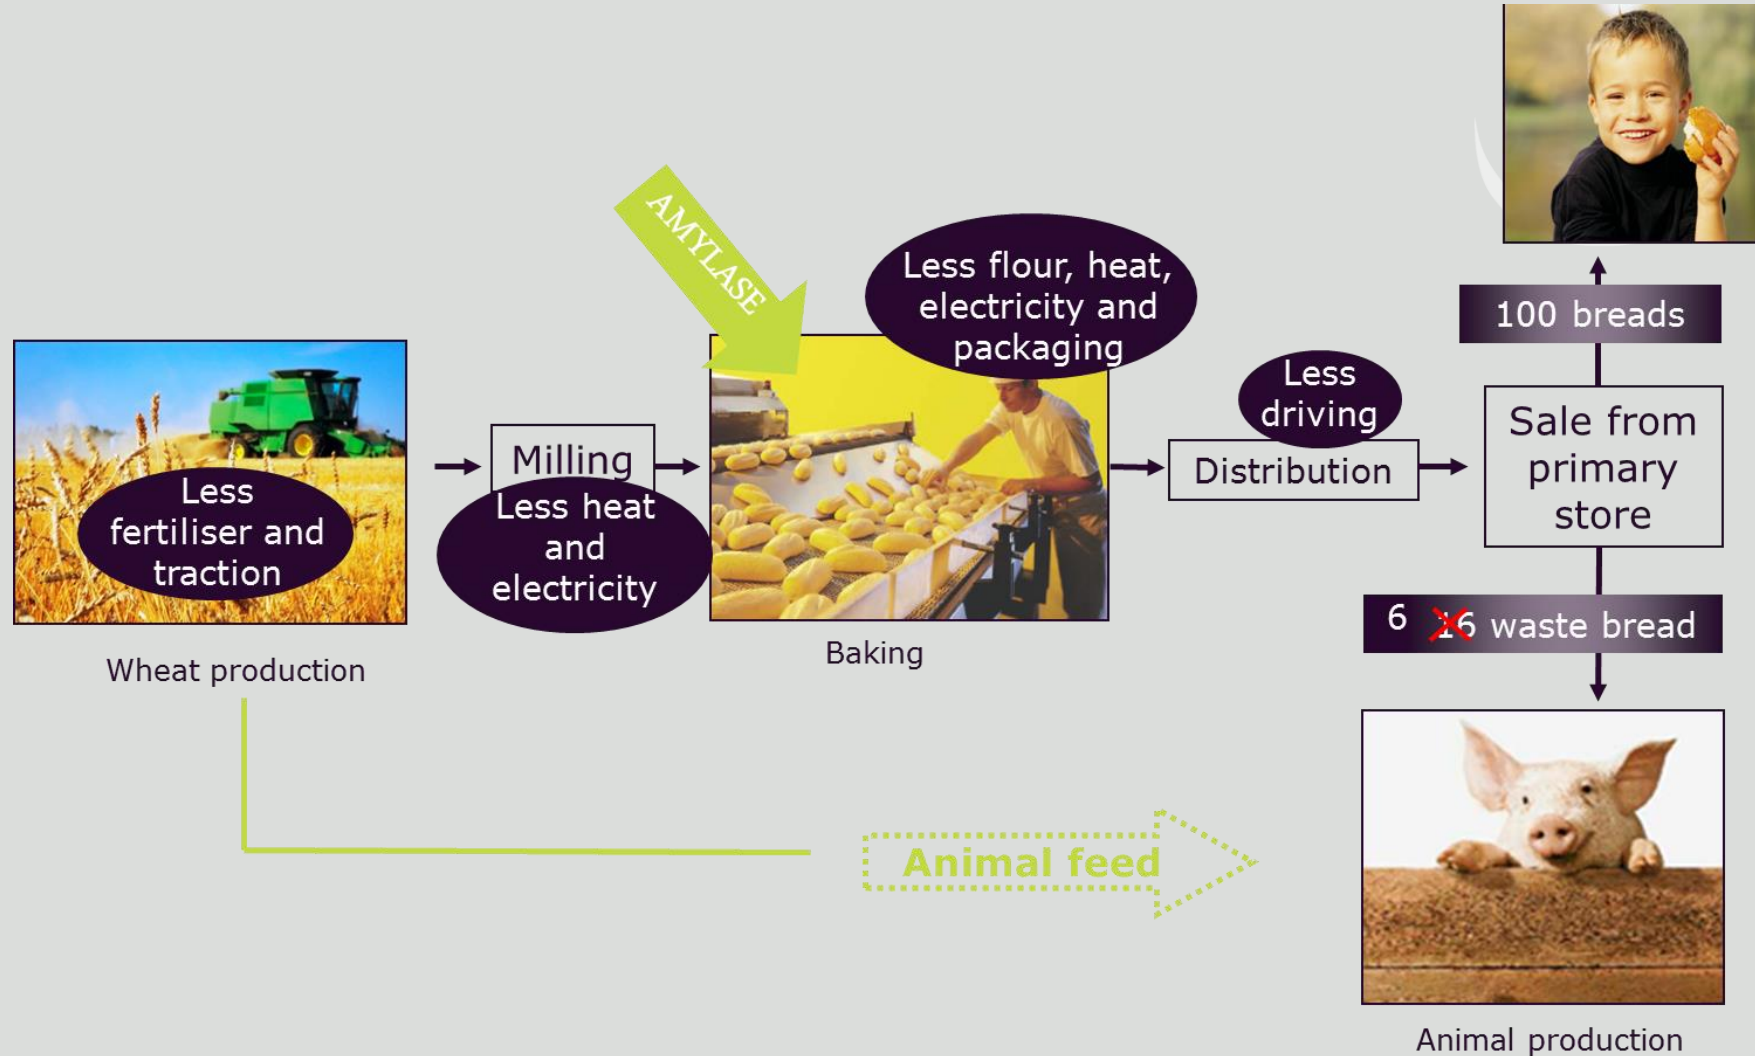 AMYLASE
Less flour, heat,
electricity and
packaging
100 breads
Less
driving
Milling
Distribution
Sale from
primary
store
Less
fertiliser and
traction
Less heat
and
electricity
6 16 waste bread
Wheat production
Baking
Animal feed
Animal production